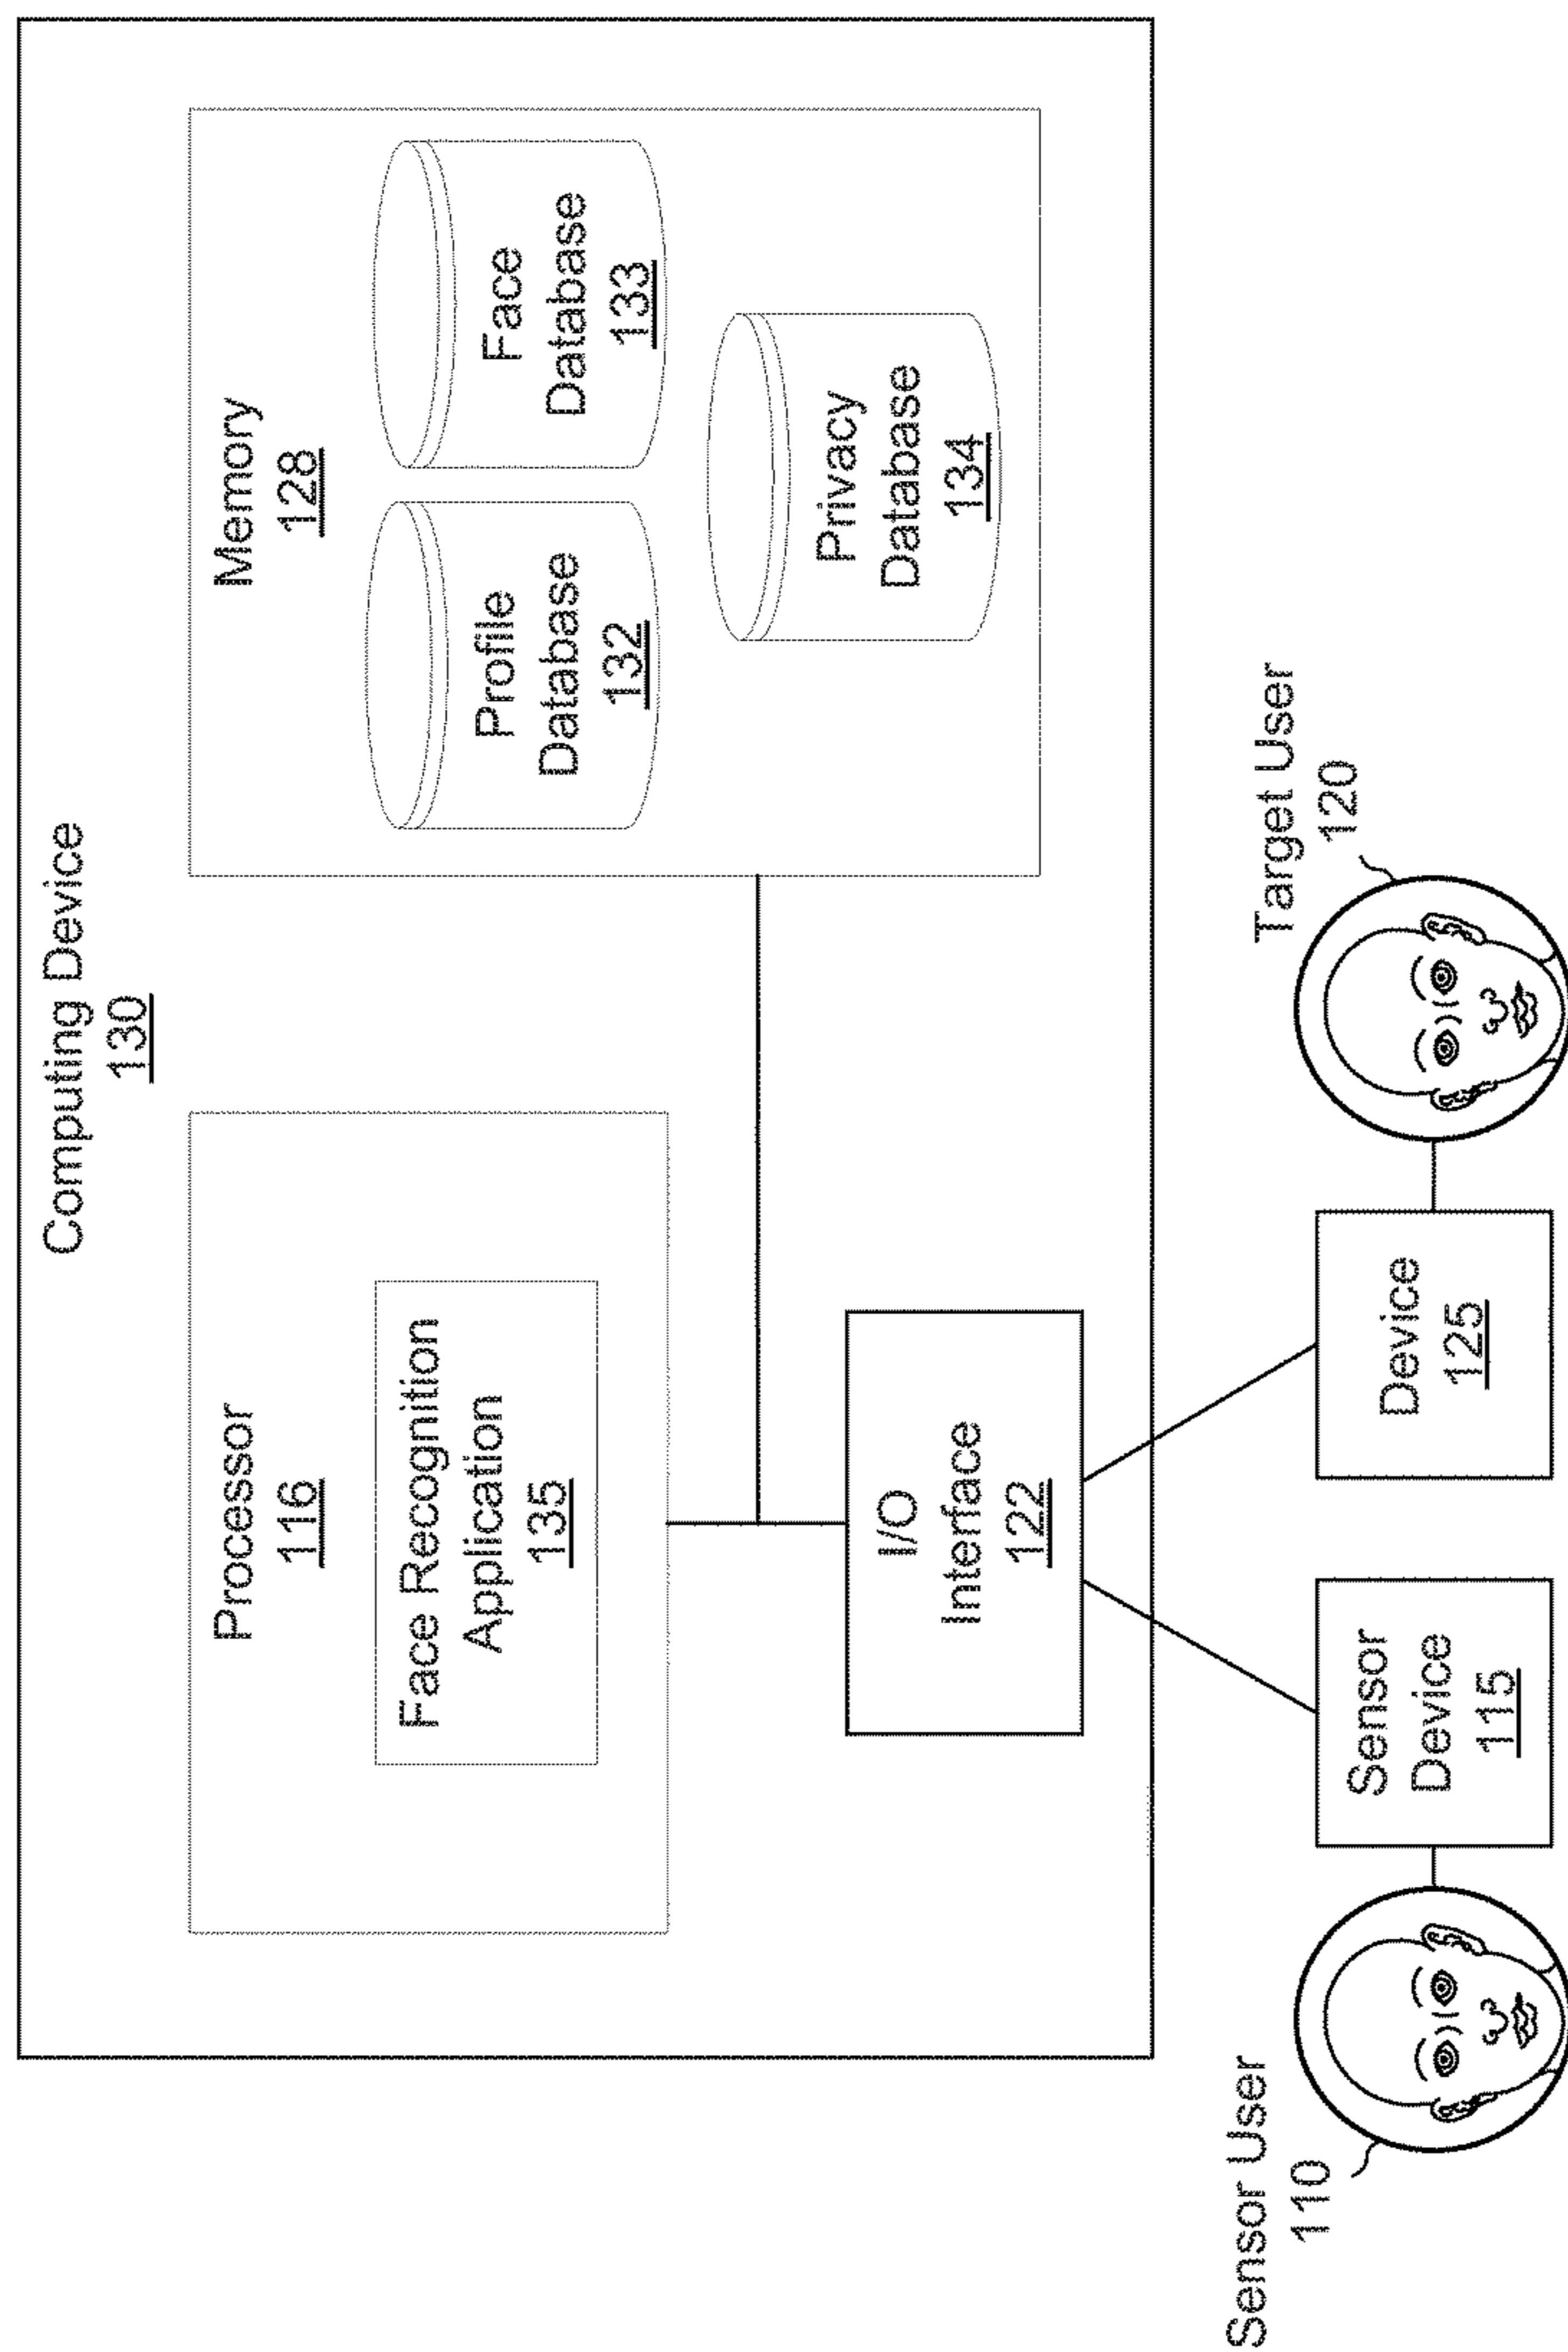 Computing Device
130
Processor
116
Face Recognition
Application
135
Memory
128
Profile
Database
132
Face
Database
133
Privacy
Database
134
I/O
Interface
122
Sensor User
110
Sensor
Device
115
Device
125
Target User
120